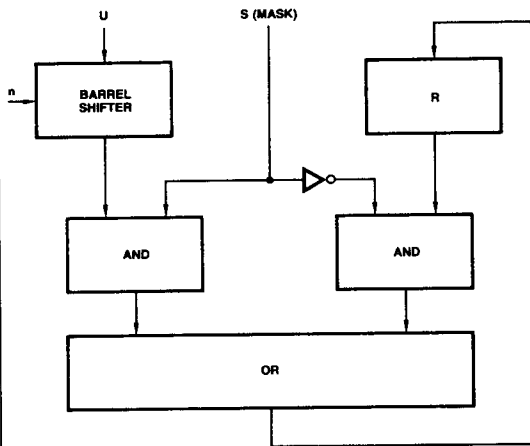 U
S (MASK)
n
BARREL
SHIFTER
R
AND
AND
OR